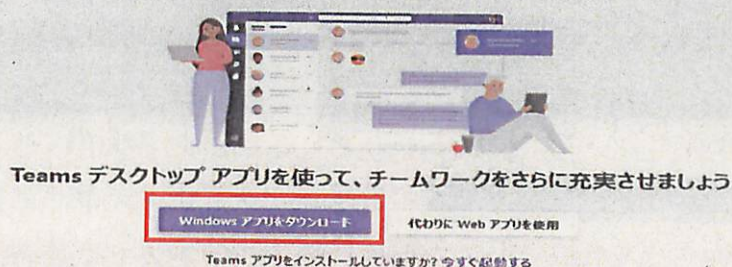 Teams デスクトップ アプリを使って、チームワークをさらに充実させましょう
Windows アプリをダウンロード
代わりに Web アプリを使用
Teams アプリをインストールしていますか? 今すぐ起動する